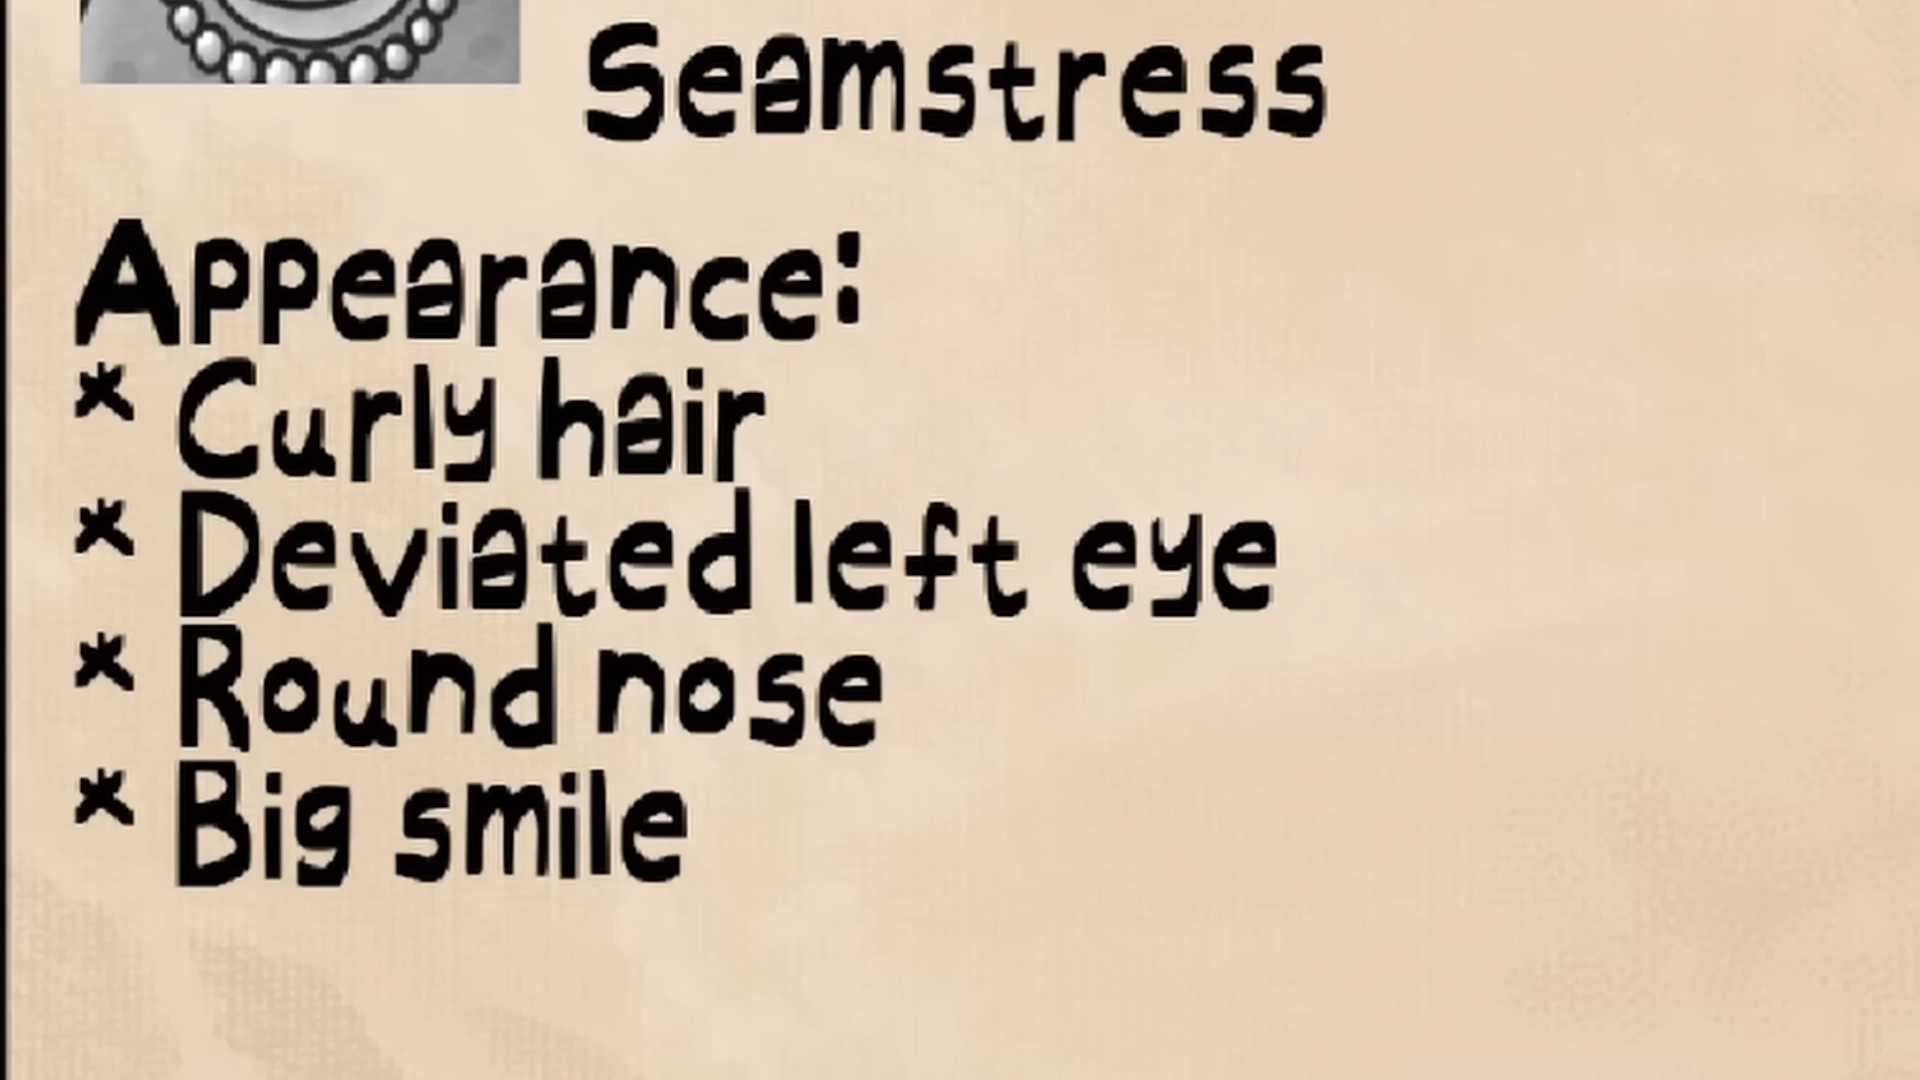 Seamstress
Appearance:
* Curly hair
* Deviated left eye
* Round nose
* Big smile